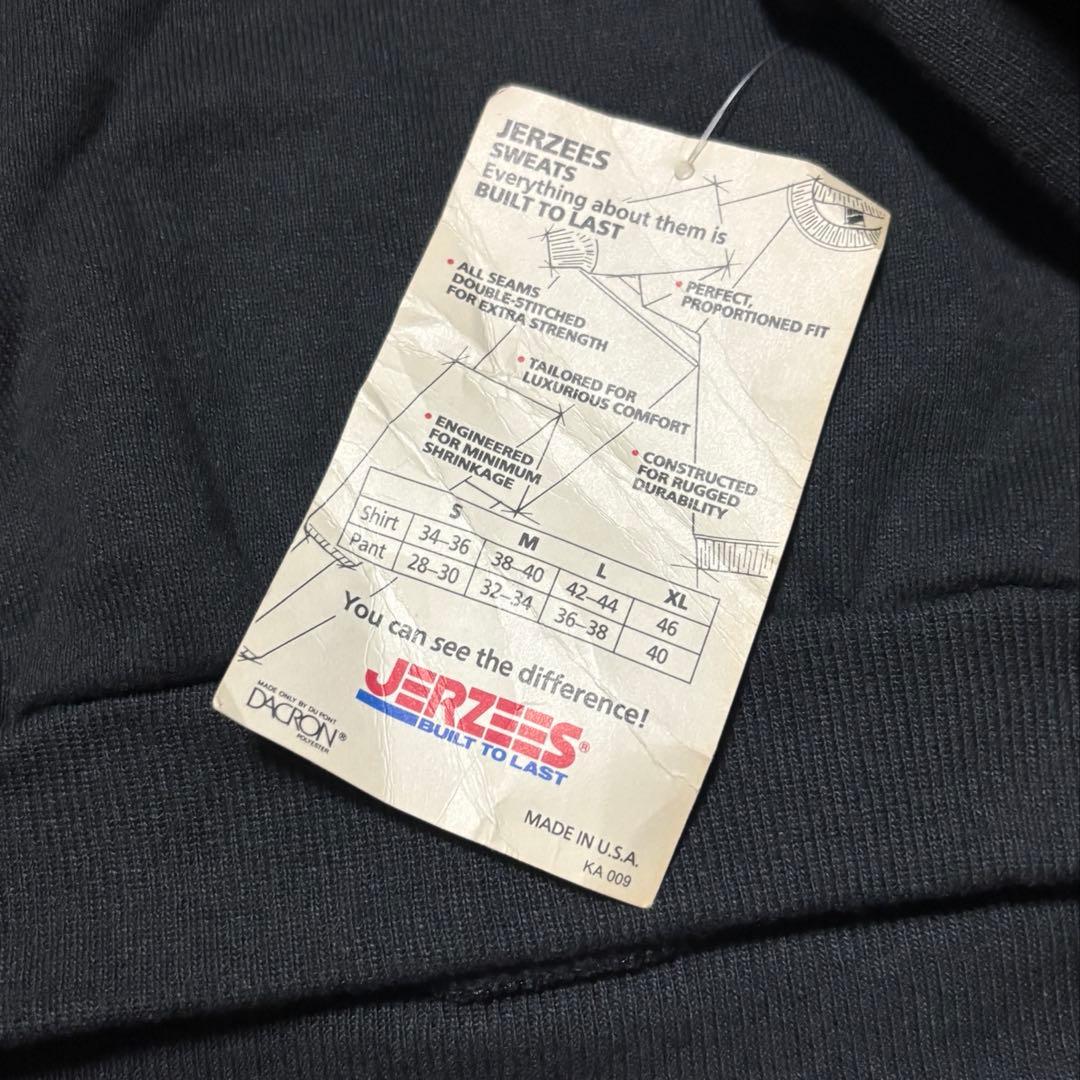 JERZEES
SWEATS
Everything about them is
BUILT TO LAST
• ALL SEAMS
DOUBLE-STITCHED
FOR EXTRA STRENGTH
• PERFECT,
PROPORTIONED FIT
• TAILORED FOR
LUXURIOUS COMFORT
• ENGINEERED
FOR MINIMUM
SHRINKAGE
• CONSTRUCTED
FOR RUGGED
DURABILITY
S M L XL
Shirt 34–36 38–40 42–44 46
Pant 28–30 32–34 36–38 40
You can see the difference!
JERZEES®
BUILT TO LAST
MADE ONLY BY DU PONT
DACRON®
POLYESTER
MADE IN U.S.A.
KA 009